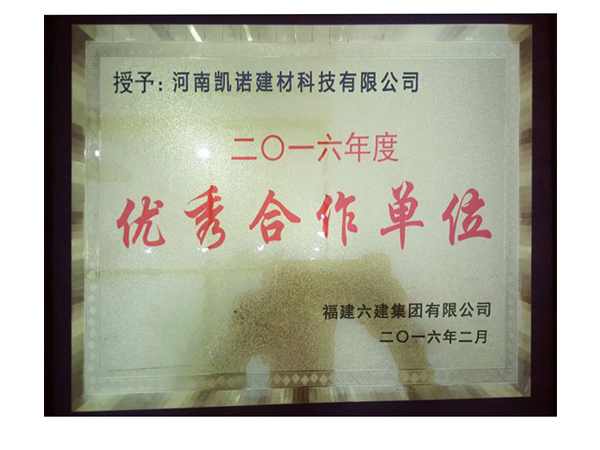 授予：河南凯诺建材科技有限公司
二〇一六年度
优秀合作单位
福建六建集团有限公司
二〇一六年二月